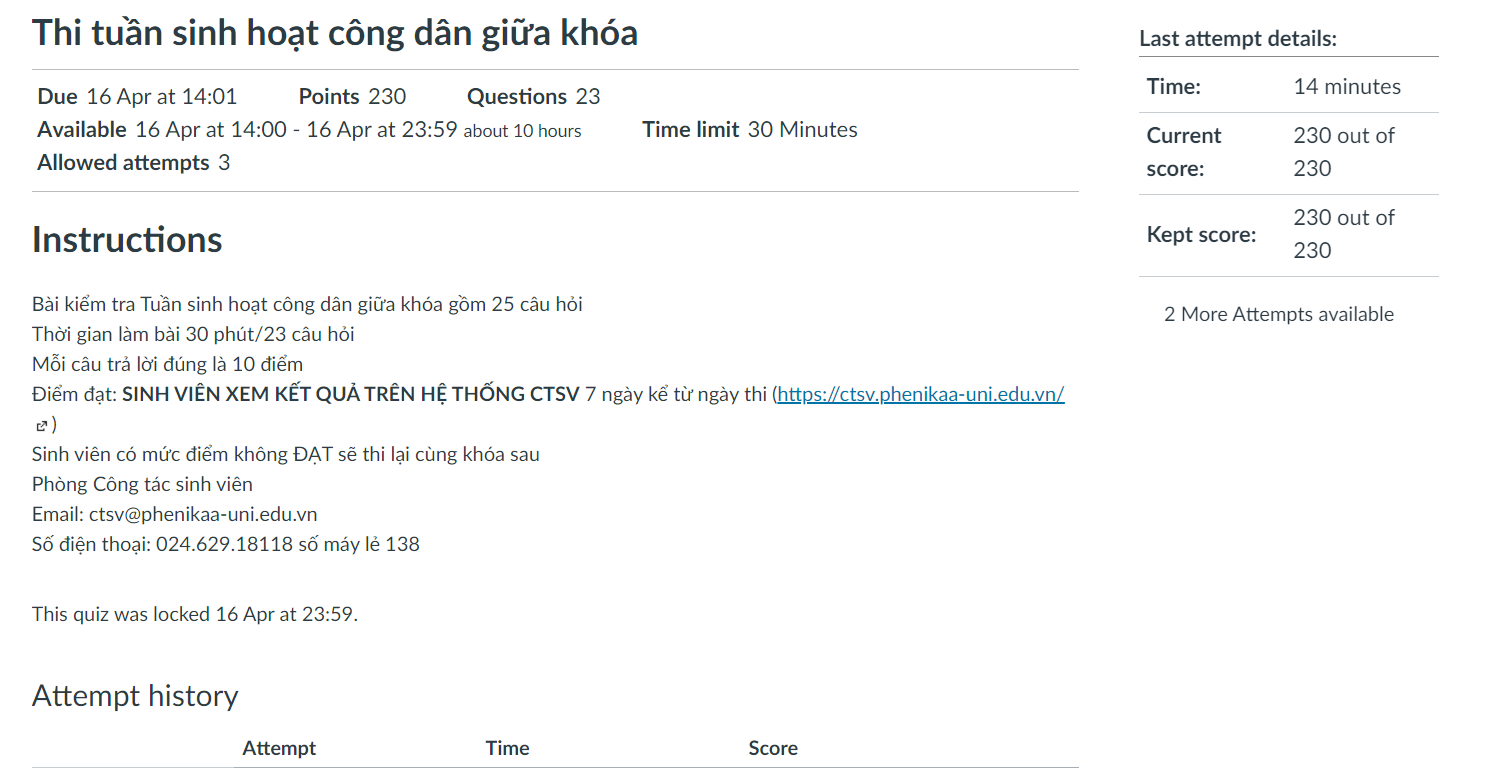 Thi tuần sinh hoạt công dân giữa khóa
Due 16 Apr at 14:01 Points 230 Questions 23
Available 16 Apr at 14:00 - 16 Apr at 23:59 about 10 hours Time limit 30 Minutes
Allowed attempts 3
Instructions
Bài kiểm tra Tuần sinh hoạt công dân giữa khóa gồm 25 câu hỏi
Thời gian làm bài 30 phút/23 câu hỏi
Mỗi câu trả lời đúng là 10 điểm
Điểm đạt: SINH VIÊN XEM KẾT QUẢ TRÊN HỆ THỐNG CTSV 7 ngày kể từ ngày thi (https://ctsv.phenikaa-uni.edu.vn/
)
Sinh viên có mức điểm không ĐẠT sẽ thi lại cùng khóa sau
Phòng Công tác sinh viên
Email: ctsv@phenikaa-uni.edu.vn
Số điện thoại: 024.629.18118 số máy lẻ 138
This quiz was locked 16 Apr at 23:59.
Attempt history
Attempt Time Score
Last attempt details:
Time: 14 minutes
Current score: 230 out of 230
Kept score: 230 out of 230
2 More Attempts available